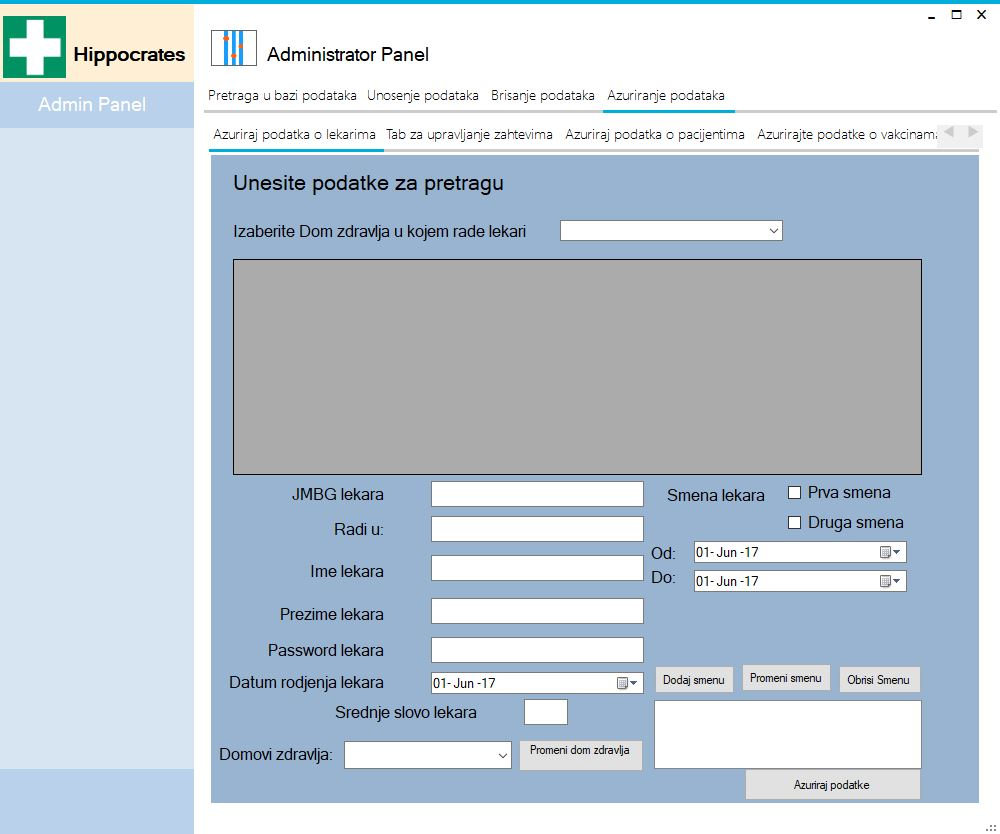 Hippocrates
Admin Panel
Administrator Panel
Pretraga u bazi podataka Unosenje podataka Brisanje podataka Azuriranje podataka
Azuriraj podatka o lekarima Tab za upravljanje zahtevima Azuriraj podatka o pacijentima Azurirajte podatke o vakcinama
Unesite podatke za pretragu
Izaberite Dom zdravlja u kojem rade lekari
JMBG lekara
Smena lekara
Prva smena
Radi u:
Druga smena
Od:
01- Jun -17
Ime lekara
Do:
01- Jun -17
Prezime lekara
Password lekara
Datum rodjenja lekara
01- Jun -17
Dodaj smenu
Promeni smenu
Obrisi Smenu
Srednje slovo lekara
Domovi zdravlja:
Promeni dom zdravlja
Azuriraj podatke